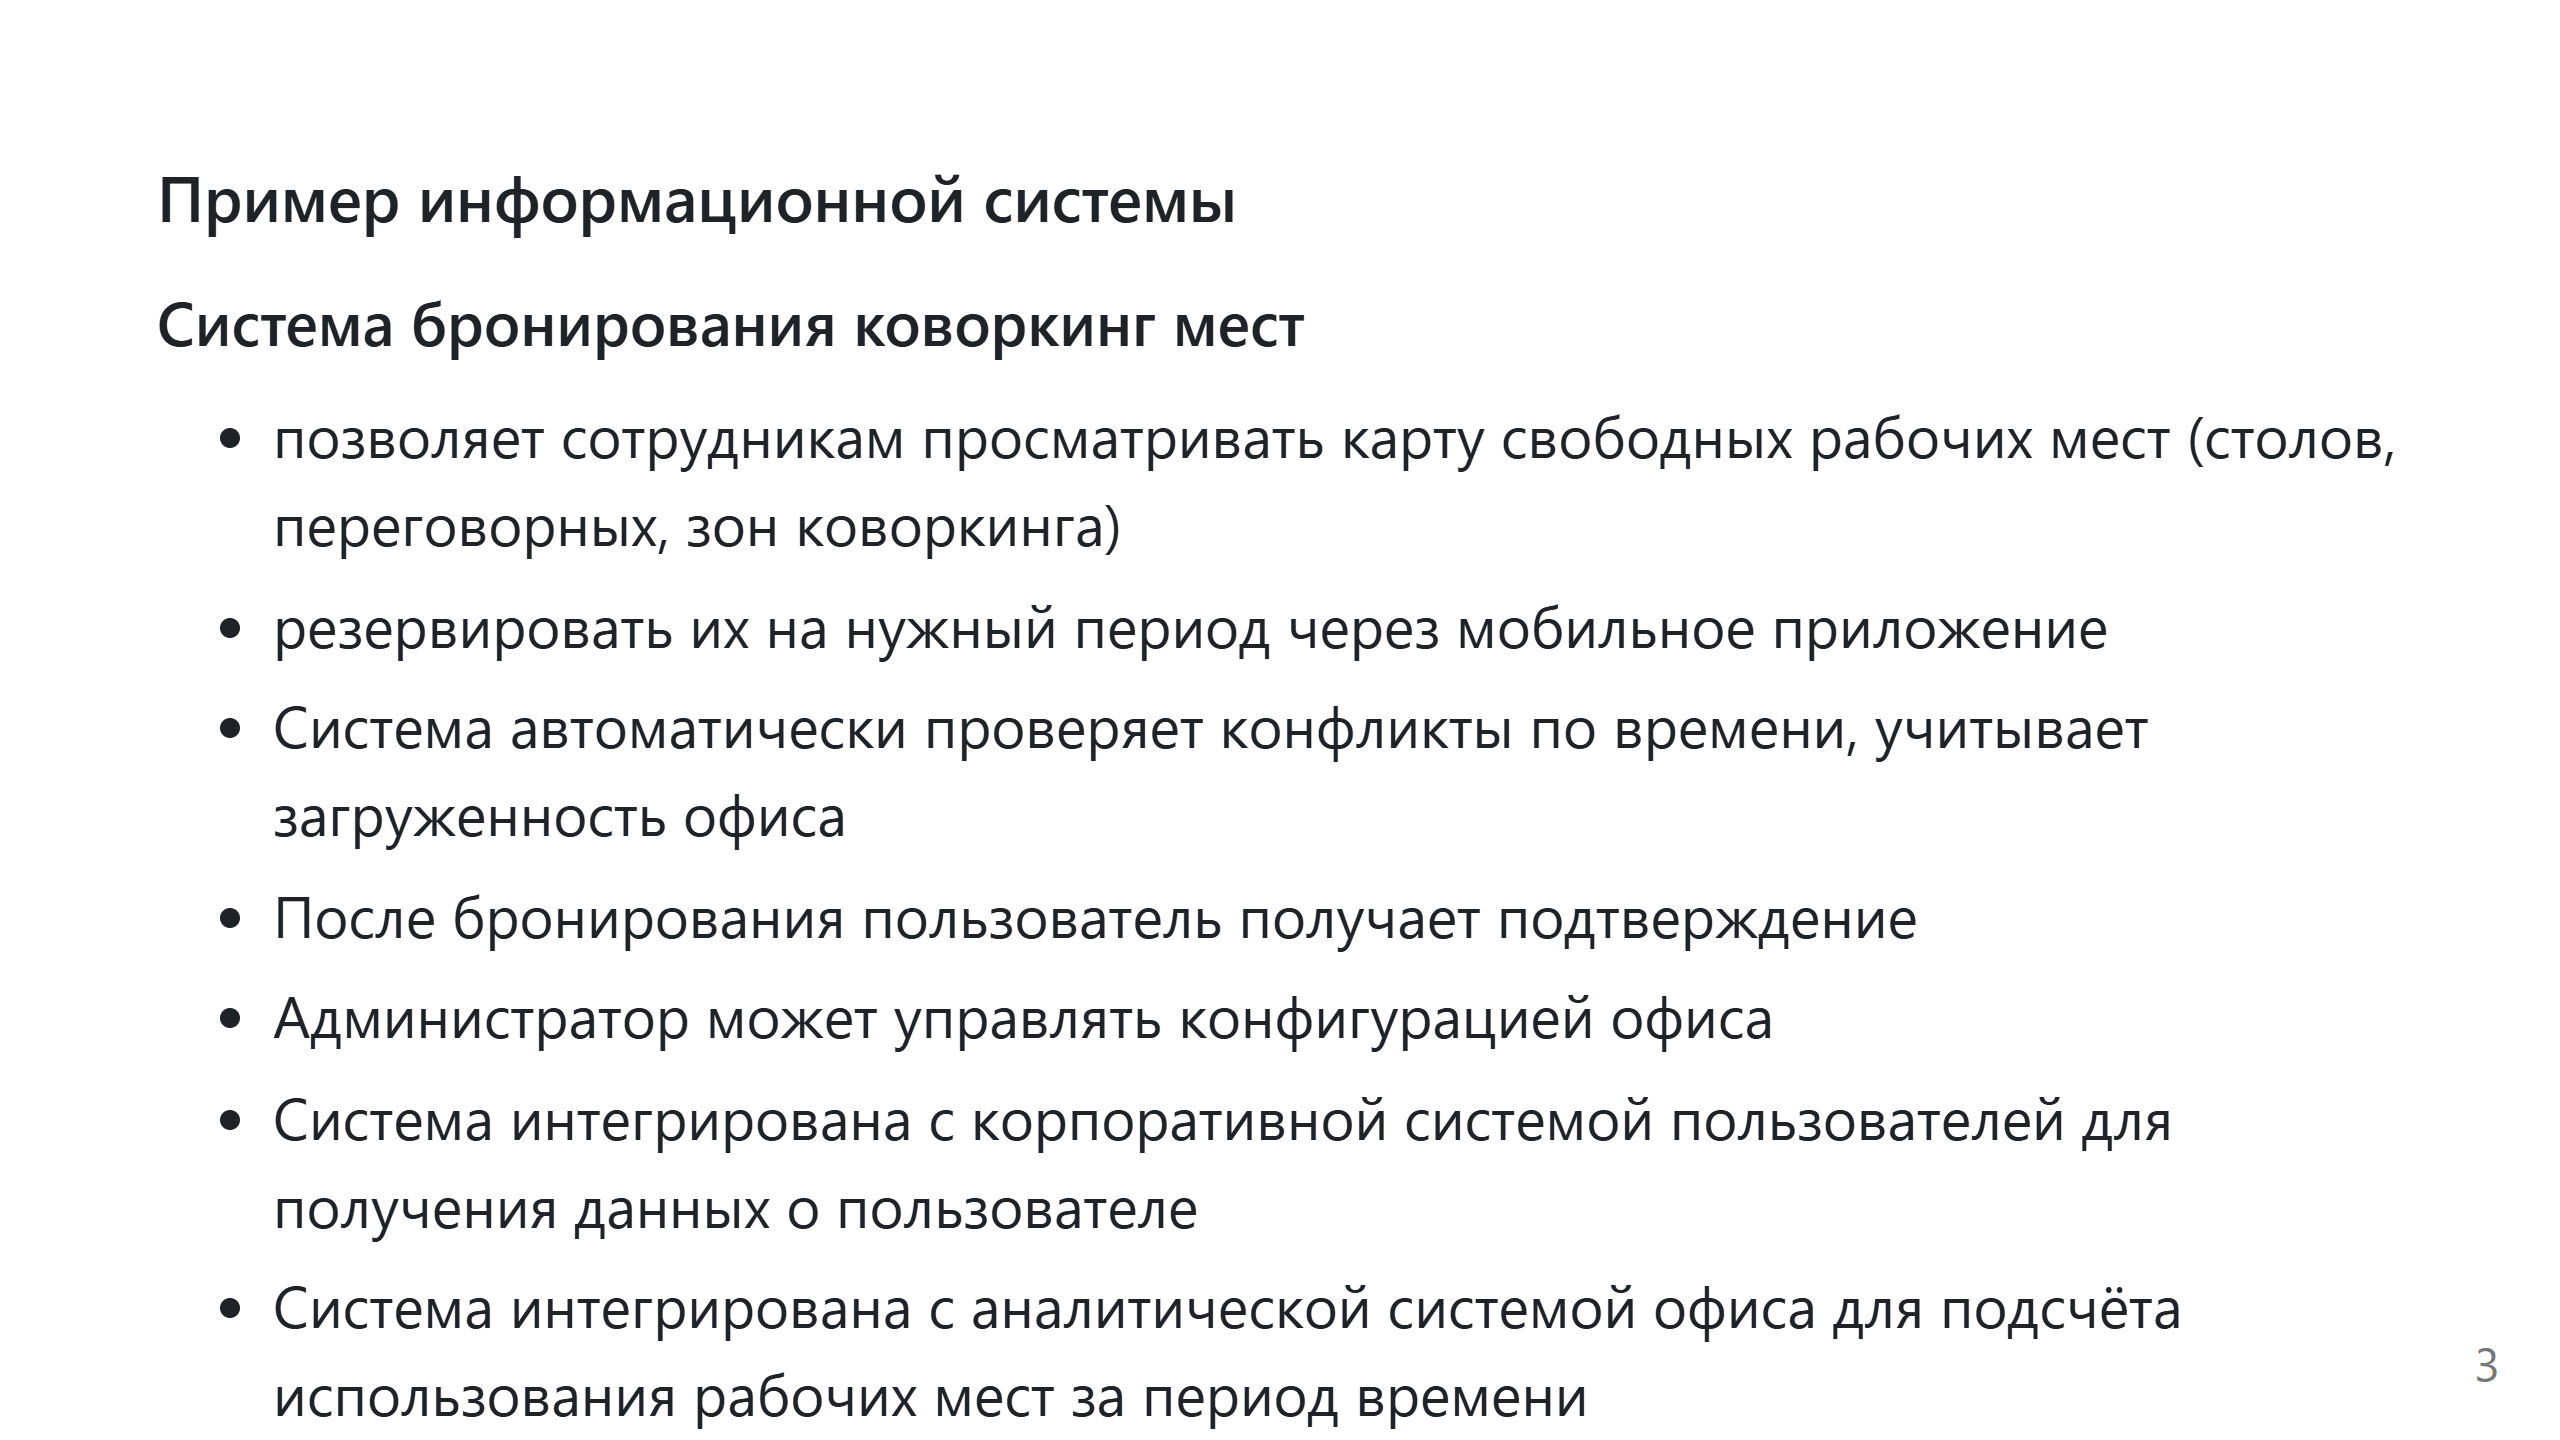 Пример информационной системы
Система бронирования коворкинг мест
• позволяет сотрудникам просматривать карту свободных рабочих мест (столов,
переговорных, зон коворкинга)
• резервировать их на нужный период через мобильное приложение
• Система автоматически проверяет конфликты по времени, учитывает
загруженность офиса
• После бронирования пользователь получает подтверждение
• Администратор может управлять конфигурацией офиса
• Система интегрирована с корпоративной системой пользователей для
получения данных о пользователе
• Система интегрирована с аналитической системой офиса для подсчёта
использования рабочих мест за период времени
3